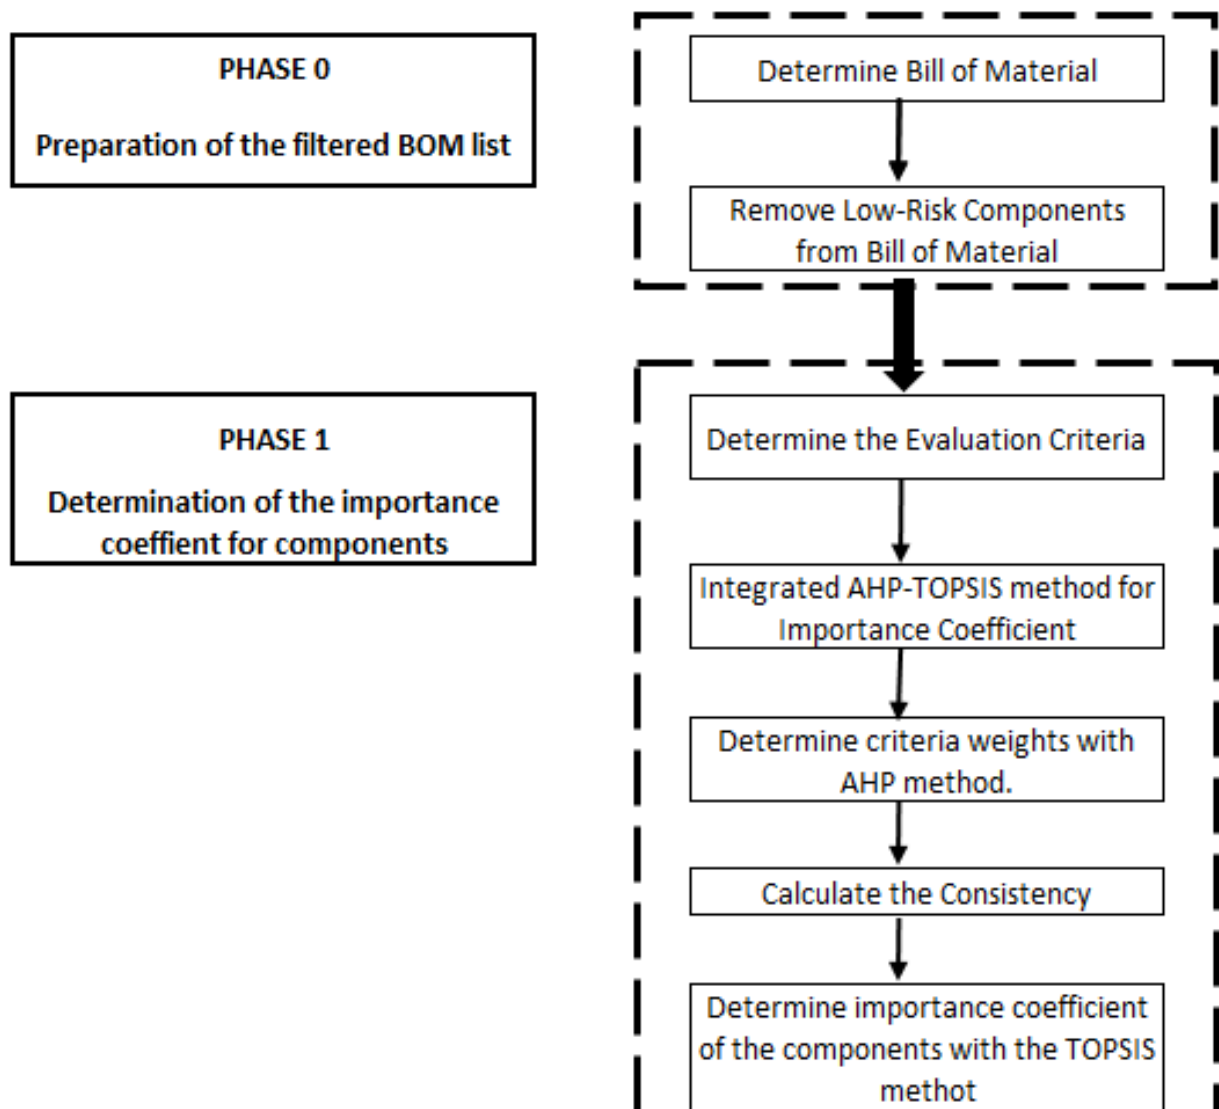 PHASE 0
Preparation of the filtered BOM list
Determine Bill of Material
Remove Low-Risk Components
from Bill of Material
PHASE 1
Determination of the importance
coeffient for components
Determine the Evaluation Criteria
Integrated AHP-TOPSIS method for
Importance Coefficient
Determine criteria weights with
AHP method.
Calculate the Consistency
Determine importance coefficient
of the components with the TOPSIS
methot